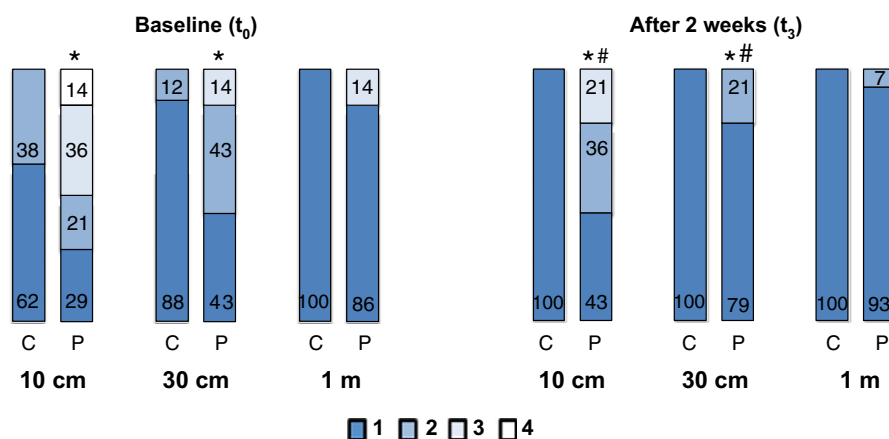 Baseline (t0) After 2 weeks (t3)
* * *# *#
12 14 14 14 21 21 7
38 36 43 36
21
62 29 88 43 100 86 100 43 100 79 100 93
C P C P C P C P C P C P
10 cm 30 cm 1 m 10 cm 30 cm 1 m
1 2 3 4